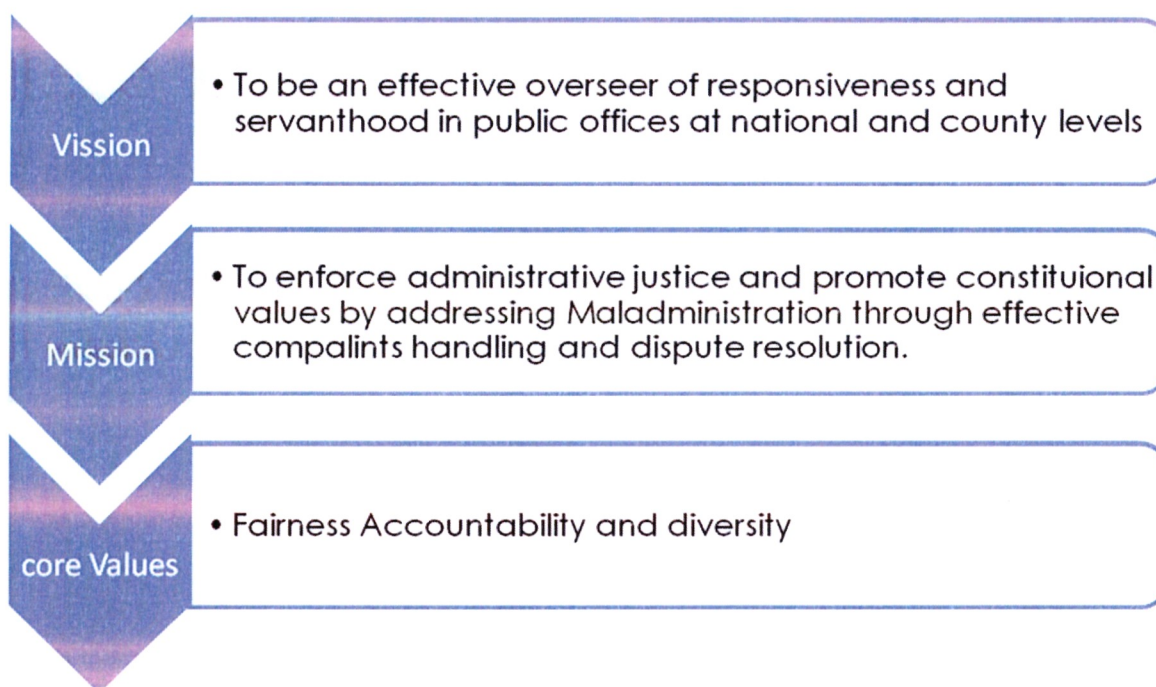 Vission
• To be an effective overseer of responsiveness and
servanthood in public offices at national and county levels
Mission
• To enforce administrative justice and promote constituional
values by addressing Maladministration through effective
compalints handling and dispute resolution.
core Values
• Fairness Accountability and diversity